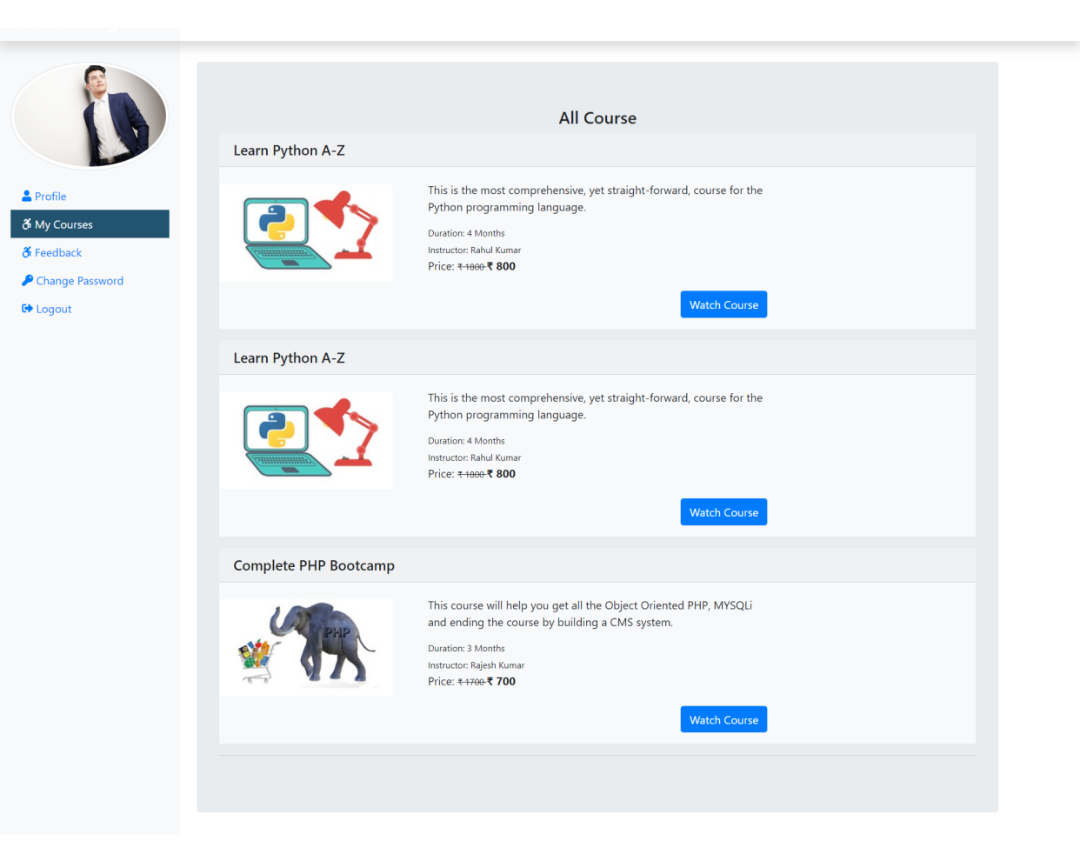 Profile
My Courses
Feedback
Change Password
Logout
All Course
Learn Python A-Z
This is the most comprehensive, yet straight-forward, course for the
Python programming language.
Duration: 4 Months
Instructor: Rahul Kumar
Price: ₹ 1800 ₹ 800
Watch Course
Learn Python A-Z
This is the most comprehensive, yet straight-forward, course for the
Python programming language.
Duration: 4 Months
Instructor: Rahul Kumar
Price: ₹ 1800 ₹ 800
Watch Course
Complete PHP Bootcamp
PHP
This course will help you get all the Object Oriented PHP, MYSQLi
and ending the course by building a CMS system.
Duration: 3 Months
Instructor: Rajesh Kumar
Price: ₹ 1700 ₹ 700
Watch Course